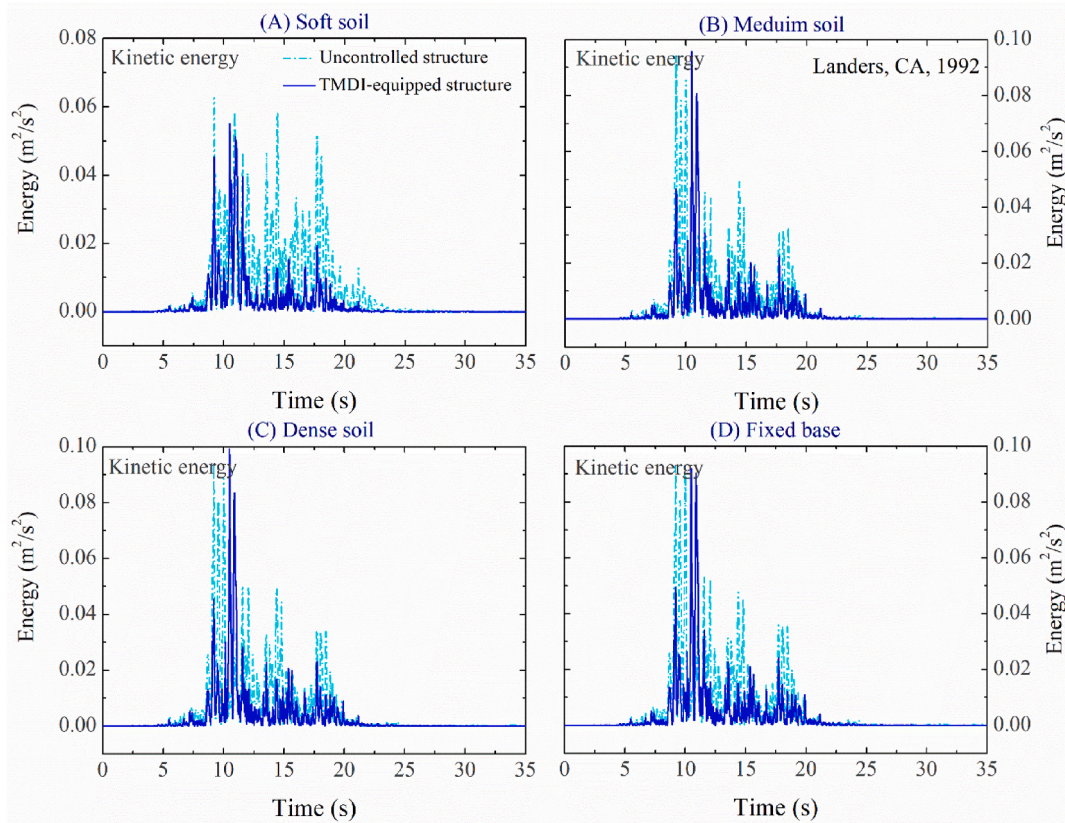 (A) Soft soil
Kinetic energy
Uncontrolled structure
TMDI-equipped structure
Energy (m²/s²)
0.08
0.06
0.04
0.02
0.00
0 5 10 15 20 25 30 35
Time (s)
(B) Meduim soil
Kinetic energy
Landers, CA, 1992
Energy (m²/s²)
0.10
0.08
0.06
0.04
0.02
0.00
0 5 10 15 20 25 30 35
Time (s)
(C) Dense soil
Kinetic energy
Energy (m²/s²)
0.10
0.08
0.06
0.04
0.02
0.00
0 5 10 15 20 25 30 35
Time (s)
(D) Fixed base
Kinetic energy
Energy (m²/s²)
0.10
0.08
0.06
0.04
0.02
0.00
0 5 10 15 20 25 30 35
Time (s)